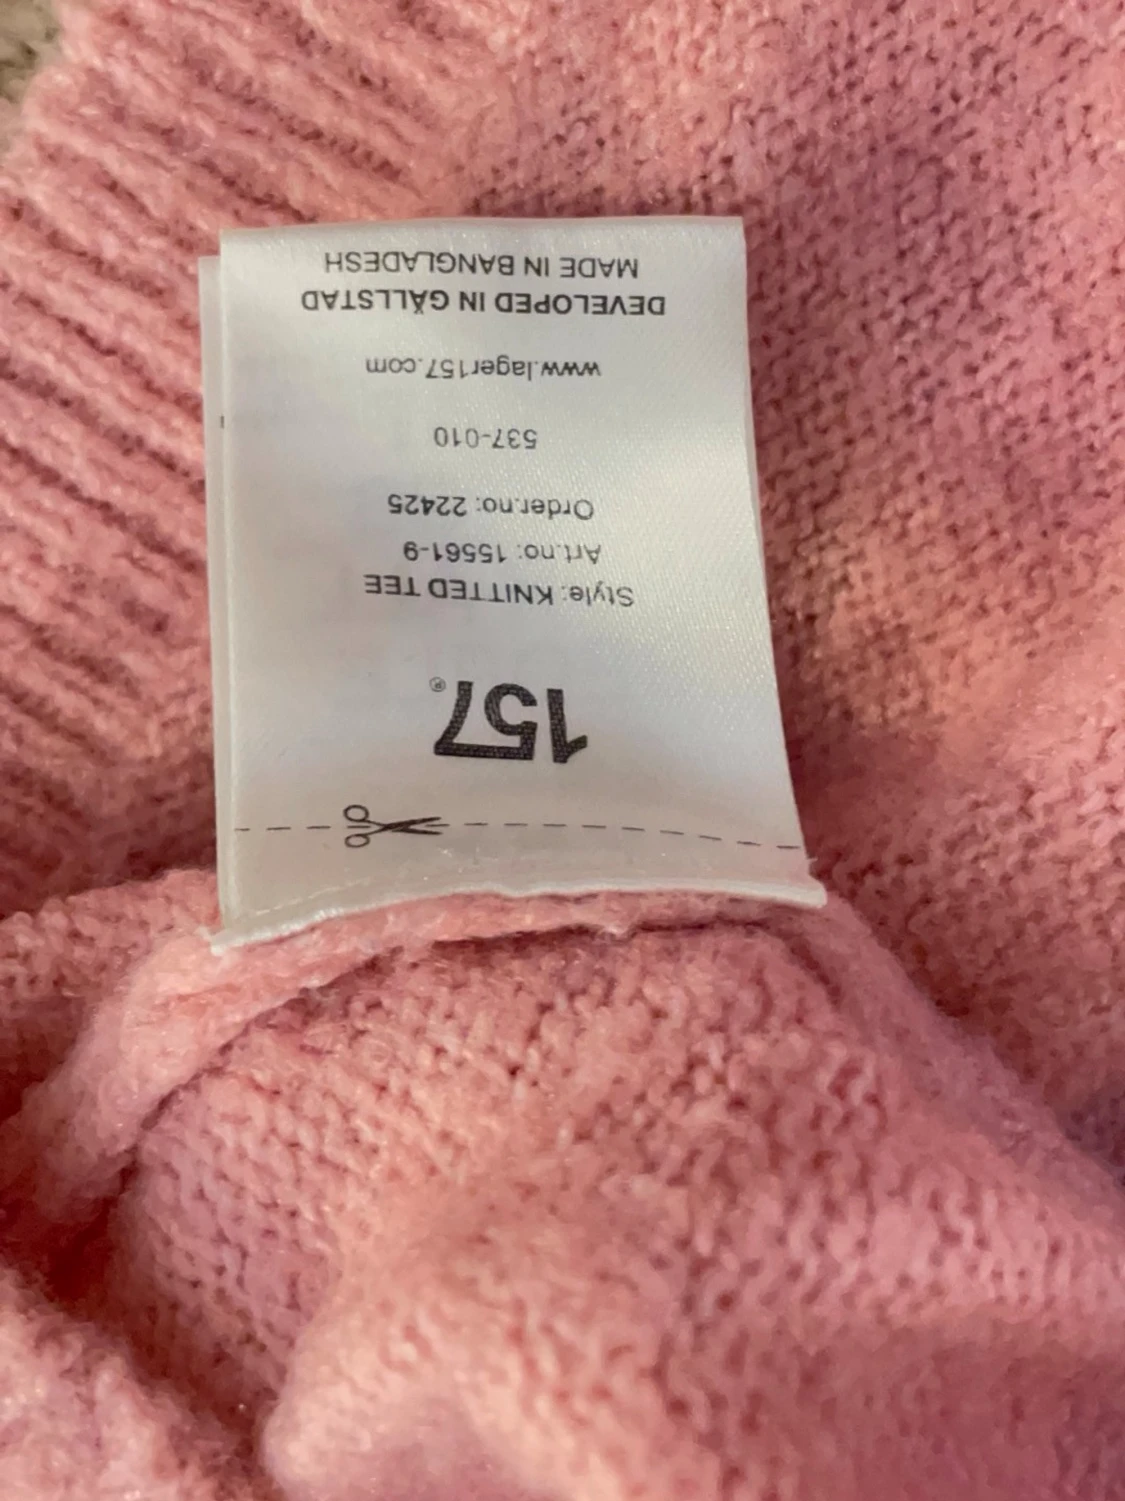 157®
Style: KNITTED TEE
Art.no: 15561-9
Order.no: 22425
537-010
www.lager157.com
DEVELOPED IN GÄLLSTAD
MADE IN BANGLADESH